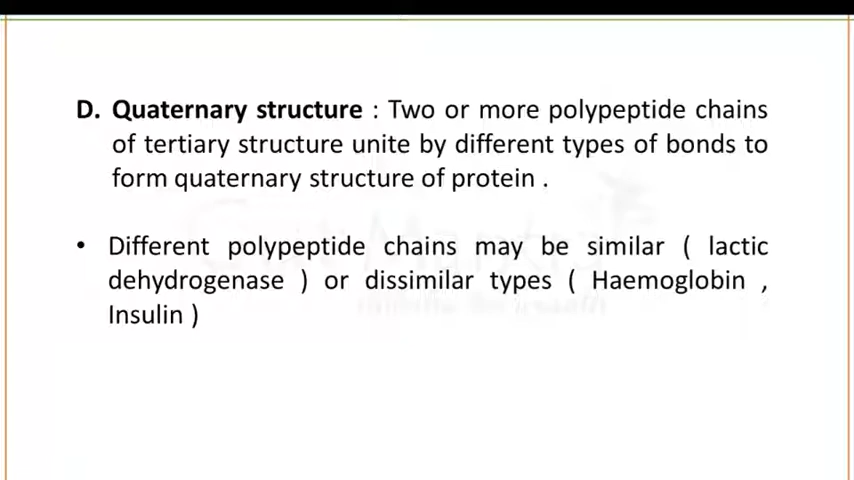 D. Quaternary structure : Two or more polypeptide chains
of tertiary structure unite by different types of bonds to
form quaternary structure of protein .
• Different polypeptide chains may be similar ( lactic
dehydrogenase ) or dissimilar types ( Haemoglobin ,
Insulin )